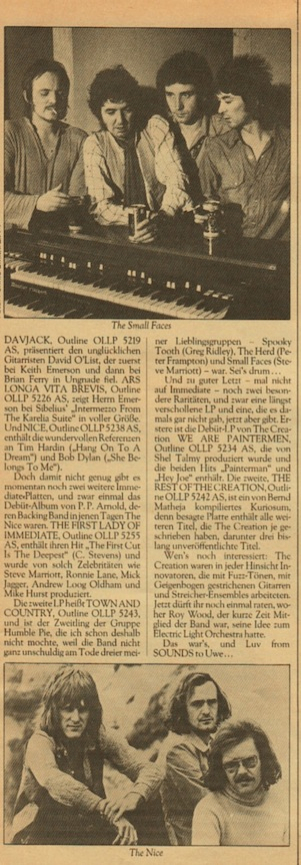 The Small Faces
DAVJACK, Outline OLLP 5219
AS, präsentiert den unglücklichen
Gitarristen David O'List, der zuerst
bei Keith Emerson und dann bei
Brian Ferry in Ungnade fiel. ARS
LONGA VITA BREVIS, Outline
OLLP 5226 AS, zeigt Herrn Emer-
son bei Sibelius' „Intermezzo From
The Karelia Suite“ in voller Größe.
Und NICE, Outline OLLP 5238 AS,
enthält die wundervollen Referenzen
an Tim Hardin („Hang On To A
Dream“) und Bob Dylan („She Be-
longs To Me“).
Doch damit nicht genug gibt es
momentan noch zwei weitere Imme-
diate-Platten, und zwar einmal das
Debüt-Album von P. P. Arnold, de-
ren Backing Band in jenen Tagen The
Nice waren. THE FIRST LADY OF
IMMEDIATE, Outline OLLP 5255
AS, enthält ihren Hit „The First Cut
Is The Deepest“ (C. Stevens) und
wurde von solch Zelebritäten wie
Steve Marriott, Ronnie Lane, Mick
Jagger, Andrew Loog Oldham und
Mike Hurst produziert.
Die zweite LP heißt TOWN AND
COUNTRY, Outline OLLP 5243,
und ist der Zweitling der Gruppe
Humble Pie, die ich schon deshalb
nicht mochte, weil die Band nicht
ganz unschuldig am Tode dreier mei-
ner Lieblingsgruppen – Spooky
Tooth (Greg Ridley), The Herd (Pe-
ter Frampton) und Small Faces (Ste-
ve Marriott) – war. Sei's drum...
Und zu guter Letzt – mal nicht
auf Immediate – noch zwei beson-
dere Raritäten, und zwar eine längst
verschollene LP und eine, die es da-
mals gar nicht gab, jetzt aber gibt. Er-
stere ist die Debüt-LP von The Crea-
tion WE ARE PAINTERMEN,
Outline OLLP 5234 AS, die von
Shel Talmy produziert wurde und
die beiden Hits „Painterman“ und
„Hey Joe“ enthält. Die zweite, THE
REST OF THE CREATION, Outli-
ne OLLP 5242 AS, ist ein von Bernd
Matheja kompiliertes Kuriosum,
denn besagte Platte enthält alle wei-
teren Titel, die The Creation je ge-
schrieben haben, darunter drei bis-
lang unveröffentlichte Titel.
Wen's noch interessiert: The
Creation waren in jeder Hinsicht In-
novatoren, die mit Fuzz-Tönen, mit
Geigenbogen gestrichenen Gitarren
und Streicher-Ensembles arbeiteten.
Jetzt dürft ihr noch einmal raten, wo-
her Roy Wood, der kurze Zeit Mit-
glied der Band war, seine Idee zum
Electric Light Orchestra hatte.
Das war's, und Luv from
SOUNDS to Uwe...
The Nice